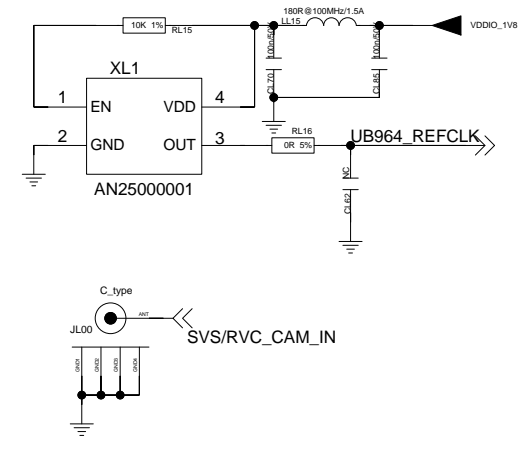 180R@100MHz/1.5A
10K 1%
RL15
LL15
100n/50
100n/50
VDDIO_1V8
CL70
CL85
XL1
1
EN
VDD
4
2
GND
OUT
3
RL16
0R 5%
UB964_REFCLK
AN25000001
NC
CL62
C_type
ANT
JL00
SVS/RVC_CAM_IN
GND1
GND2
GND3
GND4